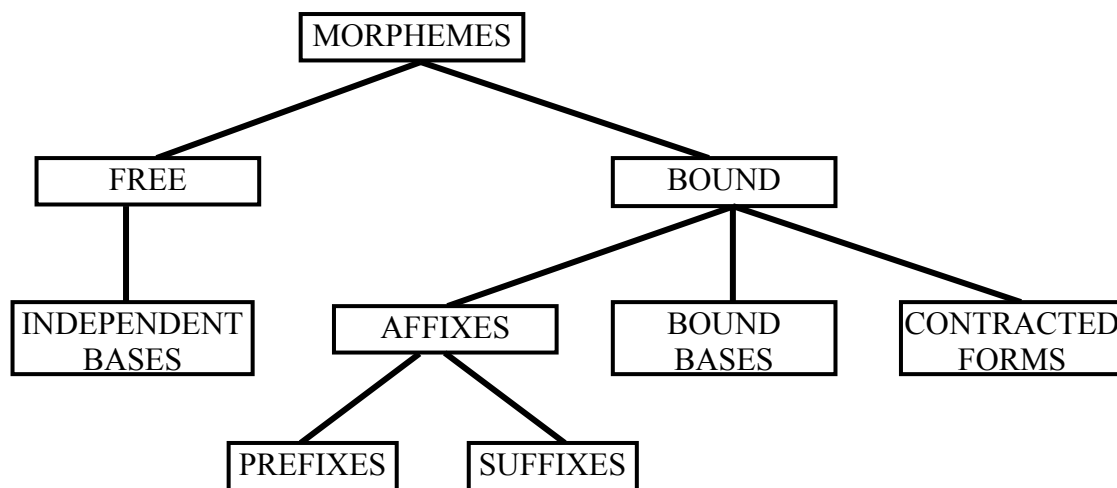 MORPHEMES
FREE
BOUND
INDEPENDENT
BASES
AFFIXES
BOUND
BASES
CONTRACTED
FORMS
PREFIXES
SUFFIXES